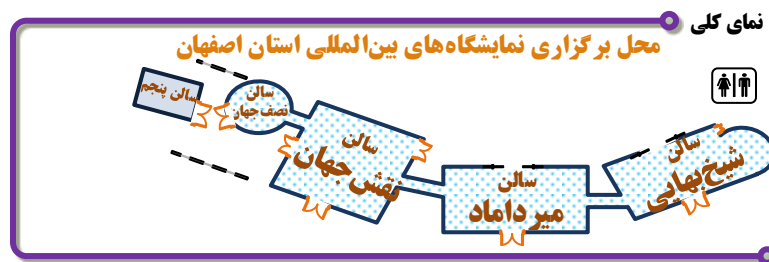 نمای کلی
محل برگزاری نمایشگاه‌های بین‌المللی استان اصفهان
سالن
شیخ‌بهایی
سالن
میرداماد
سالن
نقش جهان
سالن
نصف جهان
سالن پنجم